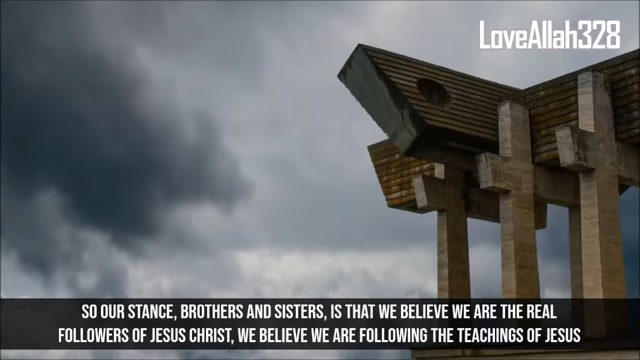 LoveAllah328
SO OUR STANCE, BROTHERS AND SISTERS, IS THAT WE BELIEVE WE ARE THE REAL
FOLLOWERS OF JESUS CHRIST, WE BELIEVE WE ARE FOLLOWING THE TEACHINGS OF JESUS